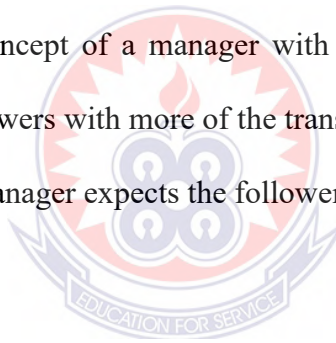 ncept of a manager with
wers with more of the trans
anager expects the follower
EDUCATION FOR SERVICE